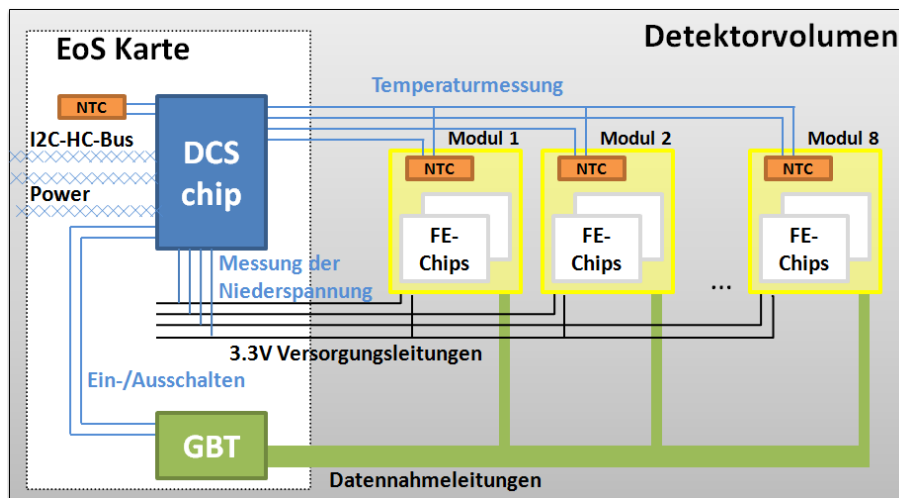 EoS Karte
Detektorvolumen
NTC
Temperaturmessung
I2C-HC-Bus
DCS
chip
Power
Modul 1
Modul 2
Modul 8
NTC
NTC
NTC
FE-
Chips
FE-
Chips
FE-
Chips
Messung der
Niederspannung
...
3.3V Versorgungsleitungen
Ein-/Ausschalten
GBT
Datennahmeleitungen